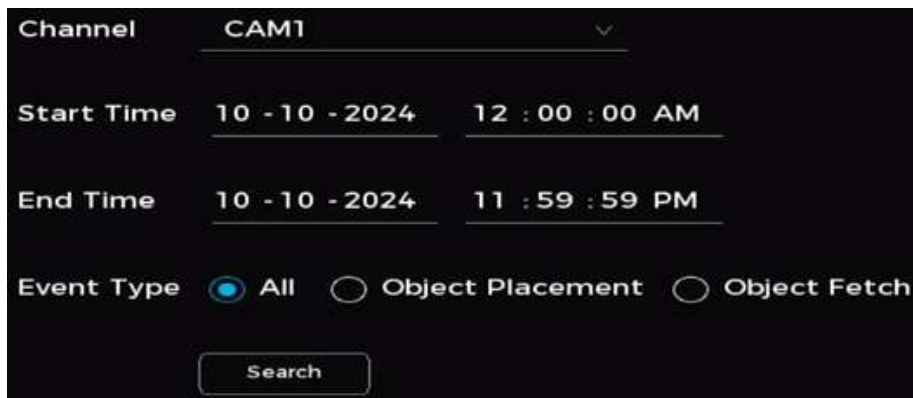 Channel CAM1
Start Time 10 -10 -2024 12 : 00 : 00 AM
End Time 10 -10 -2024 11 : 59 : 59 PM
Event Type All Object Placement Object Fetch
Search